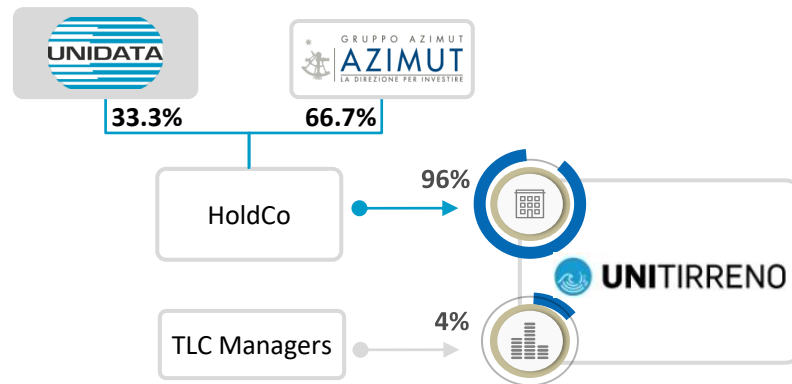 UNIDATA
GRUPPO AZIMUT
AZIMUT
LA DIREZIONE PER INVESTIRE
33.3%
66.7%
HoldCo
96%
UNITIRRENO
TLC Managers
4%